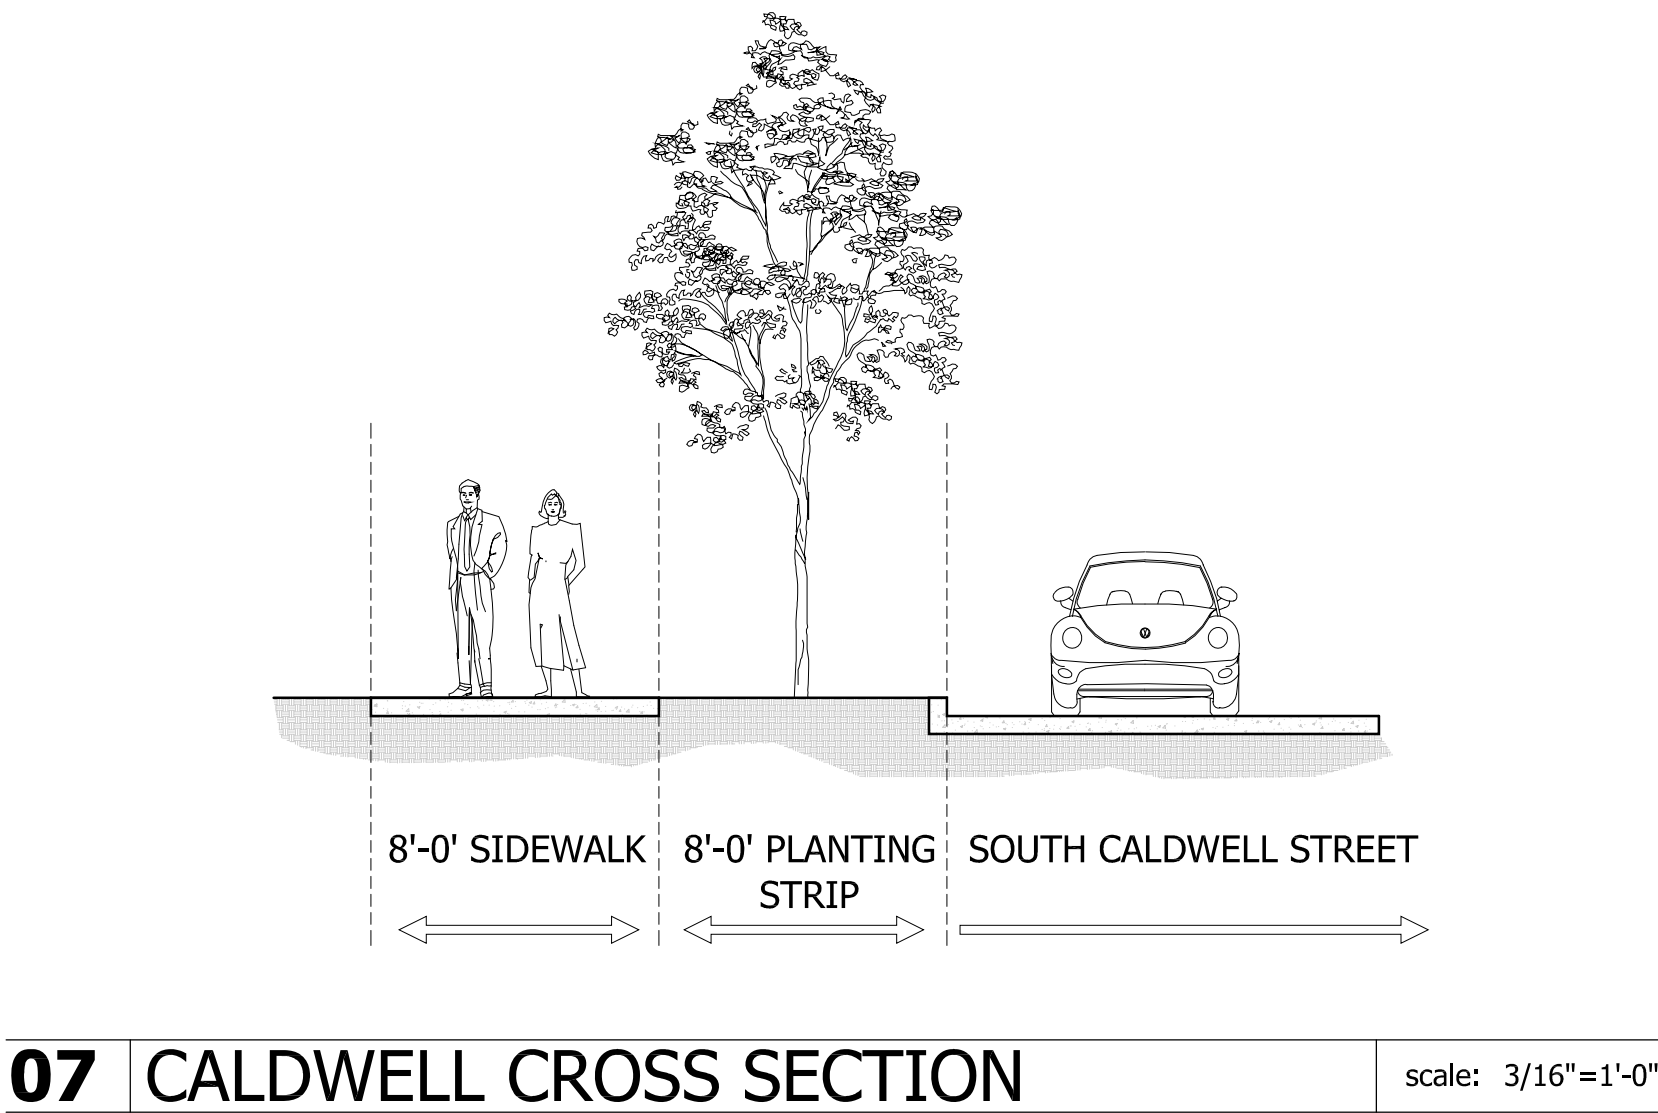 8'-0' SIDEWALK
8'-0' PLANTING
STRIP
SOUTH CALDWELL STREET
07
CALDWELL CROSS SECTION
scale: 3/16"=1'-0"